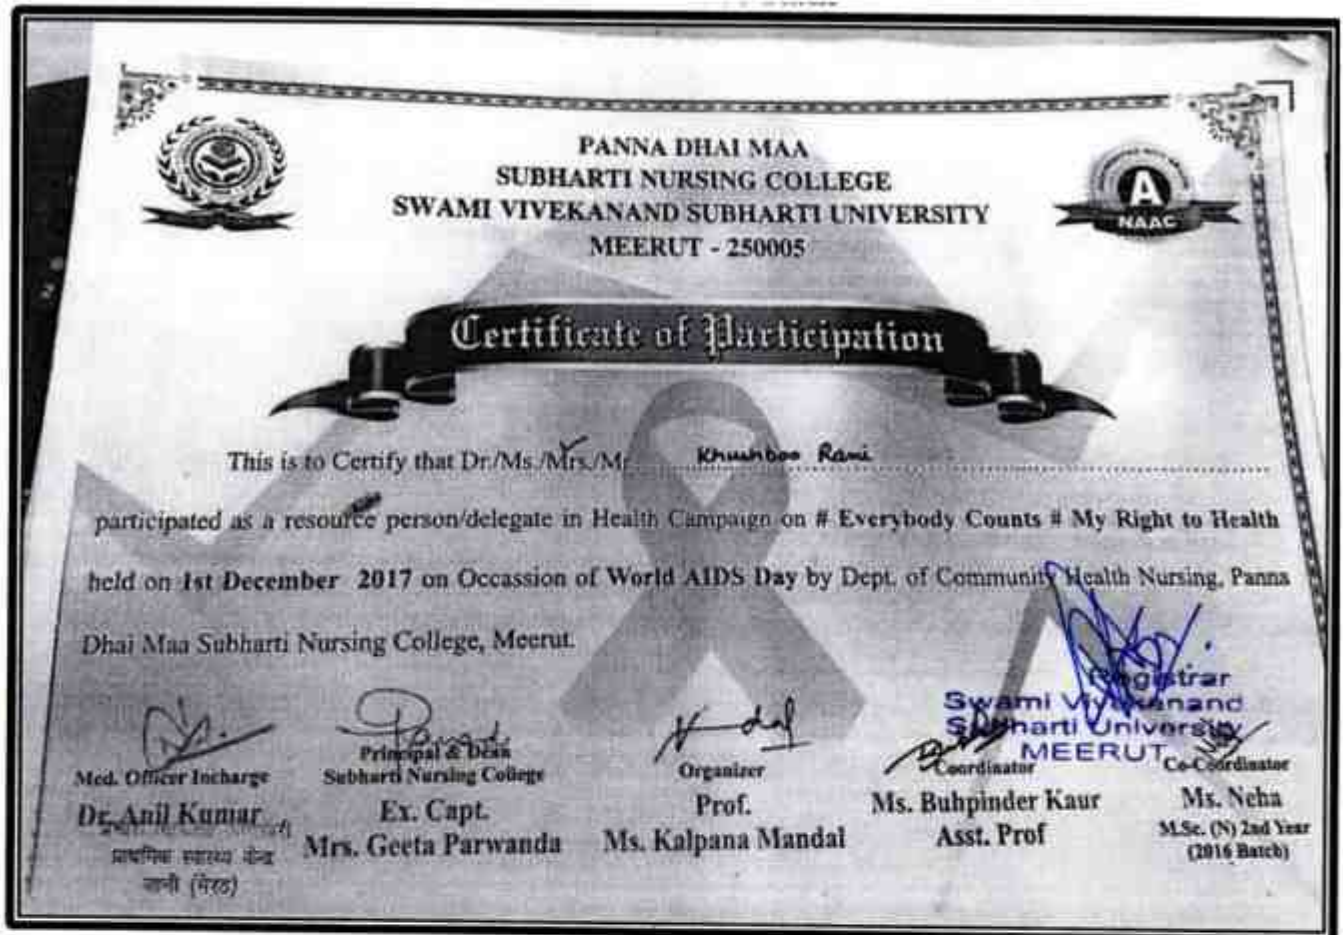 PANNA DHAI MAA
SUBHARTI NURSING COLLEGE
SWAMI VIVEKANAND SUBHARTI UNIVERSITY
MEERUT - 250005
A
NAAC
Certificate of Participation
This is to Certify that Dr./Ms./Mrs./Mr. Khushboo Rani
participated as a resource person/delegate in Health Campaign on # Everybody Counts # My Right to Health
held on 1st December 2017 on Occassion of World AIDS Day by Dept. of Community Health Nursing, Panna
Dhai Maa Subharti Nursing College, Meerut.
Registrar
Swami Vivekanand
Subharti University
MEERUT
Med. Officer Incharge
Dr. Anil Kumar
प्राथमिक स्वास्थ्य केन्द्र
जानी (मेरठ)
Principal & Dean
Subharti Nursing College
Ex. Capt.
Mrs. Geeta Parwanda
Organizer
Prof.
Ms. Kalpana Mandal
Coordinator
Ms. Buhpinder Kaur
Asst. Prof
Co-Coordinator
Ms. Neha
M.Sc. (N) 2nd Year
(2016 Batch)